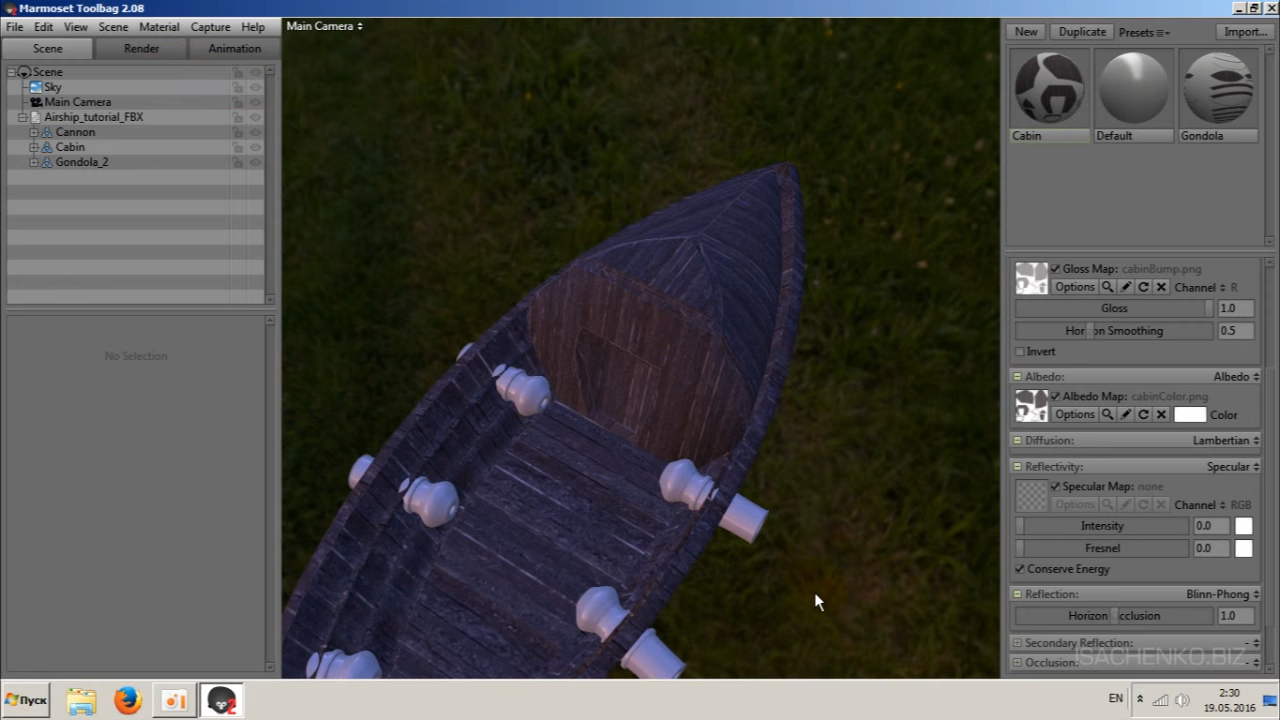 Marmoset Toolbag 2.08
File Edit View Scene Material Capture Help
Scene Render Animation
Scene
Sky
Main Camera
Airship_tutorial_FBX
Cannon
Cabin
Gondola_2
No Selection
Main Camera
New Duplicate Presets Import...
Cabin Default Gondola
Gloss Map: cabinBump.png
Options Channel R
Gloss 1.0
Smoothing 0.5
Invert
Albedo: Albedo
Albedo Map: cabinColor.png
Options Color
Diffusion: Lambertian
Reflectivity: Specular
Specular Map: none
Options Channel RGB
Intensity 0.0
Fresnel 0.0
Conserve Energy
Reflection: Blinn-Phong
Horizon cclusion 1.0
Secondary Reflection: -
Occlusion: -
ISACHENKO.BIZ
Пуск
2
EN
2:30
19.05.2016